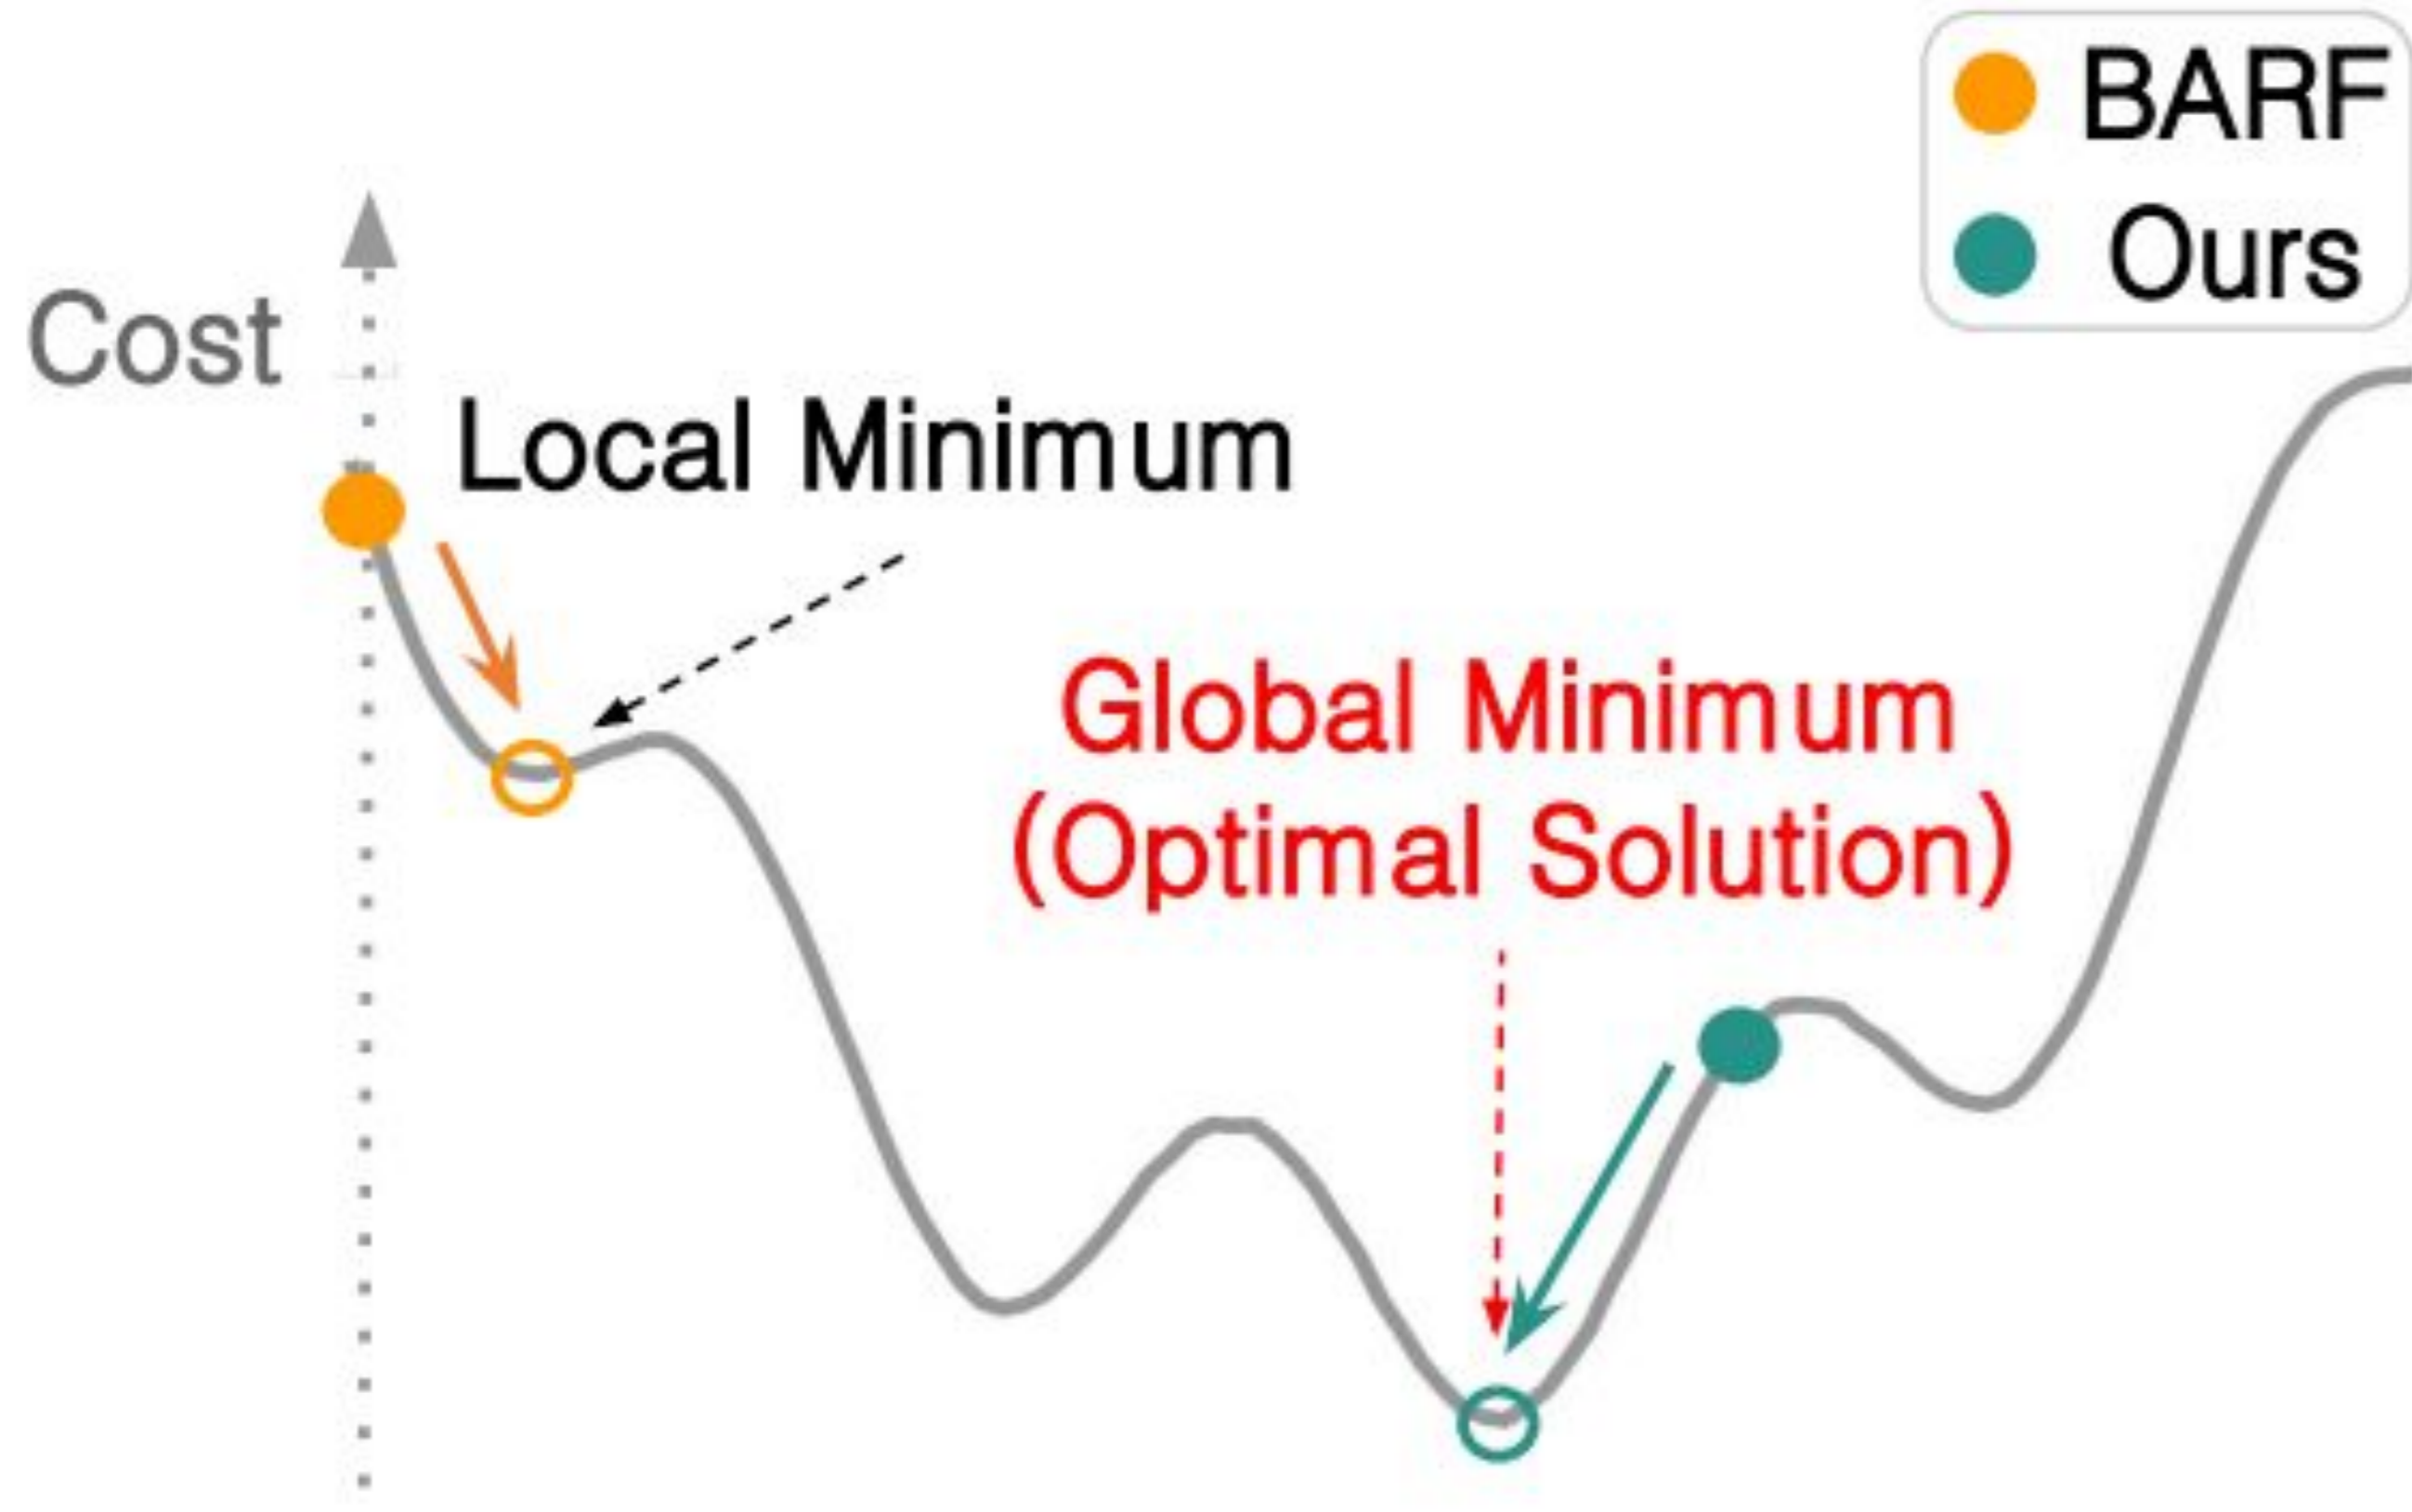 BARF
Ours
Cost
Local Minimum
Global Minimum
(Optimal Solution)